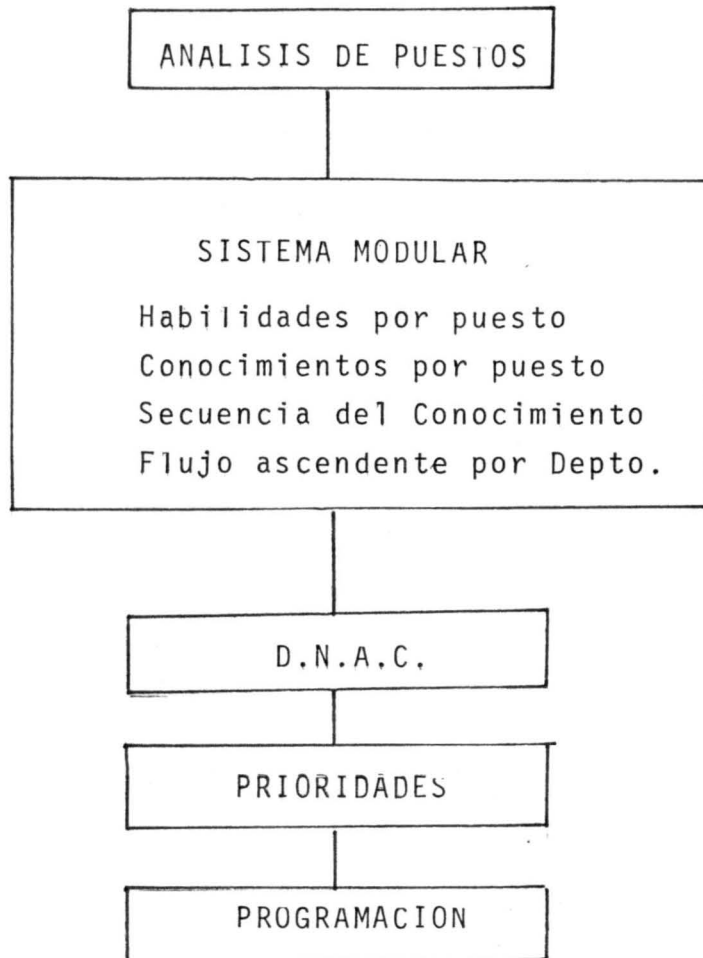 ANALISIS DE PUESTOS
SISTEMA MODULAR
Habilidades por puesto
Conocimientos por puesto
Secuencia del Conocimiento
Flujo ascendente por Depto.
D.N.A.C.
PRIORIDADES
PROGRAMACION